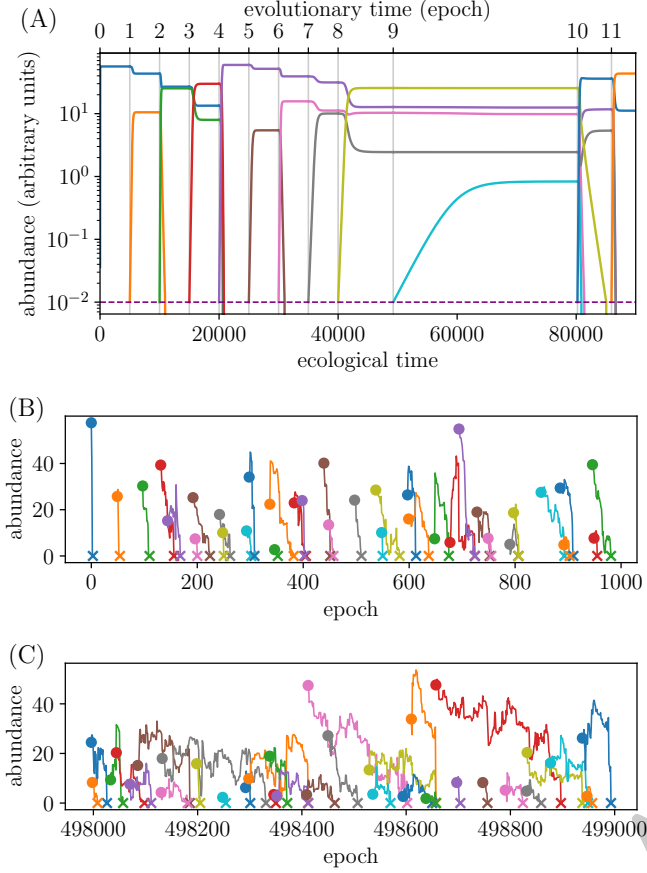 (A)
evolutionary time (epoch)
0 1 2 3 4 5 6 7 8 9 10 11
abundance (arbitrary units)
10^1
10^0
10^−1
10^−2
0 20000 40000 60000 80000
ecological time
(B)
abundance
40
20
0
0 200 400 600 800 1000
epoch
(C)
abundance
40
20
0
498000 498200 498400 498600 498800 499000
epoch